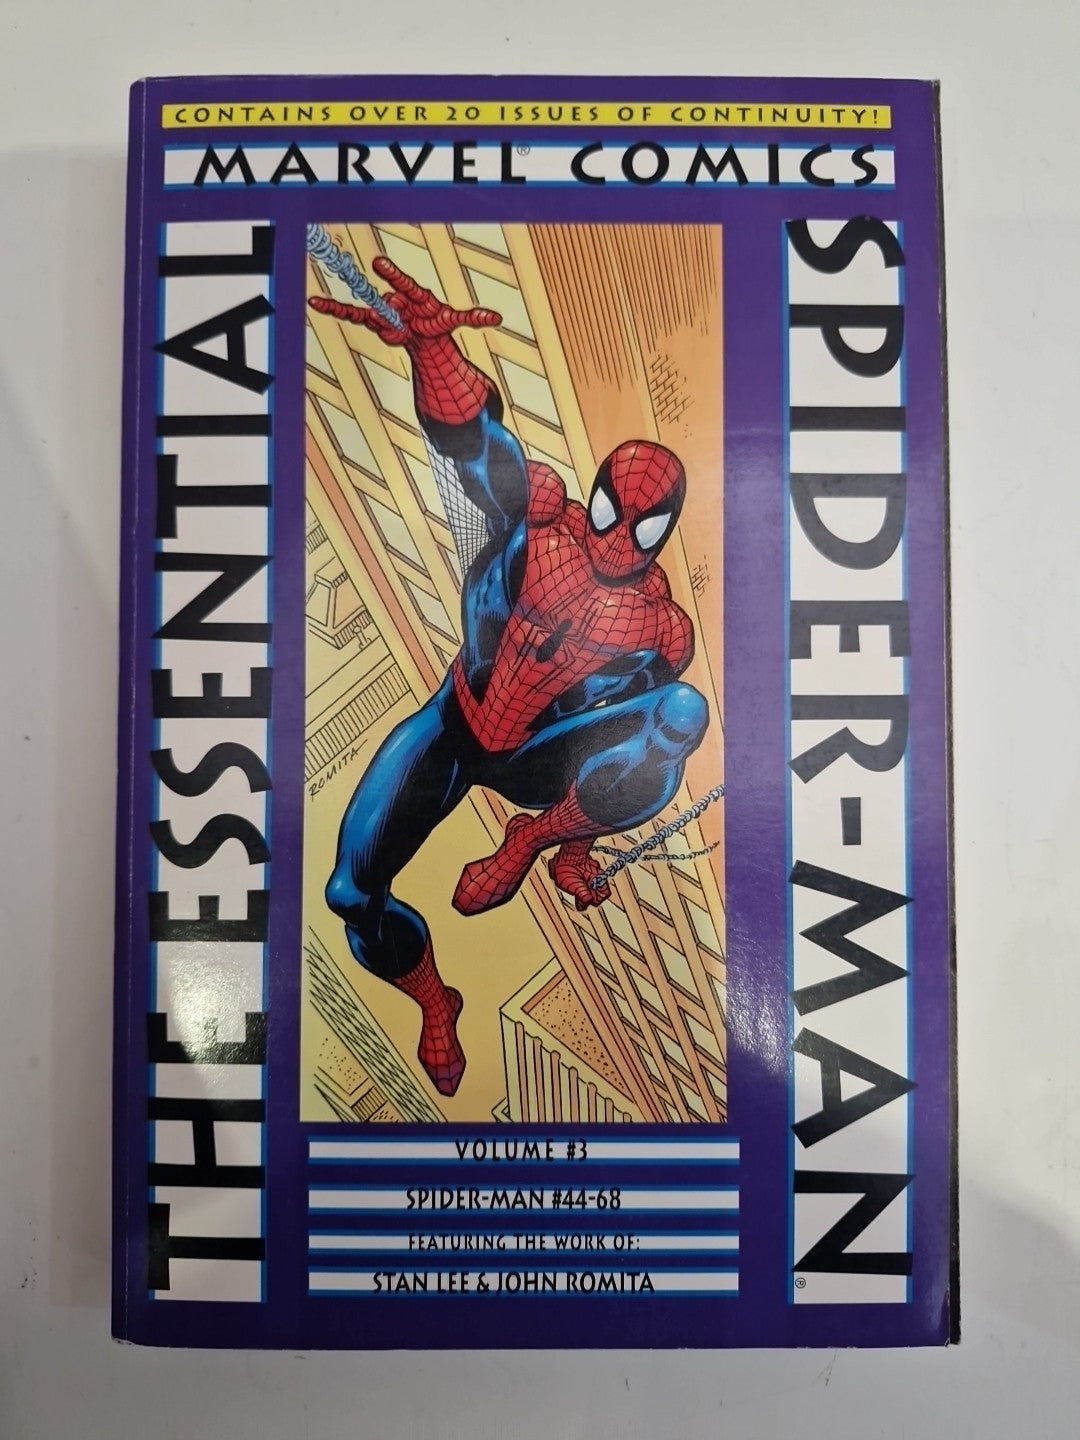 CONTAINS OVER 20 ISSUES OF CONTINUITY!
MARVEL® COMICS
THE ESSENTIAL
SPIDER-MAN®
ROMITA
VOLUME #3
SPIDER-MAN #44-68
FEATURING THE WORK OF:
STAN LEE & JOHN ROMITA